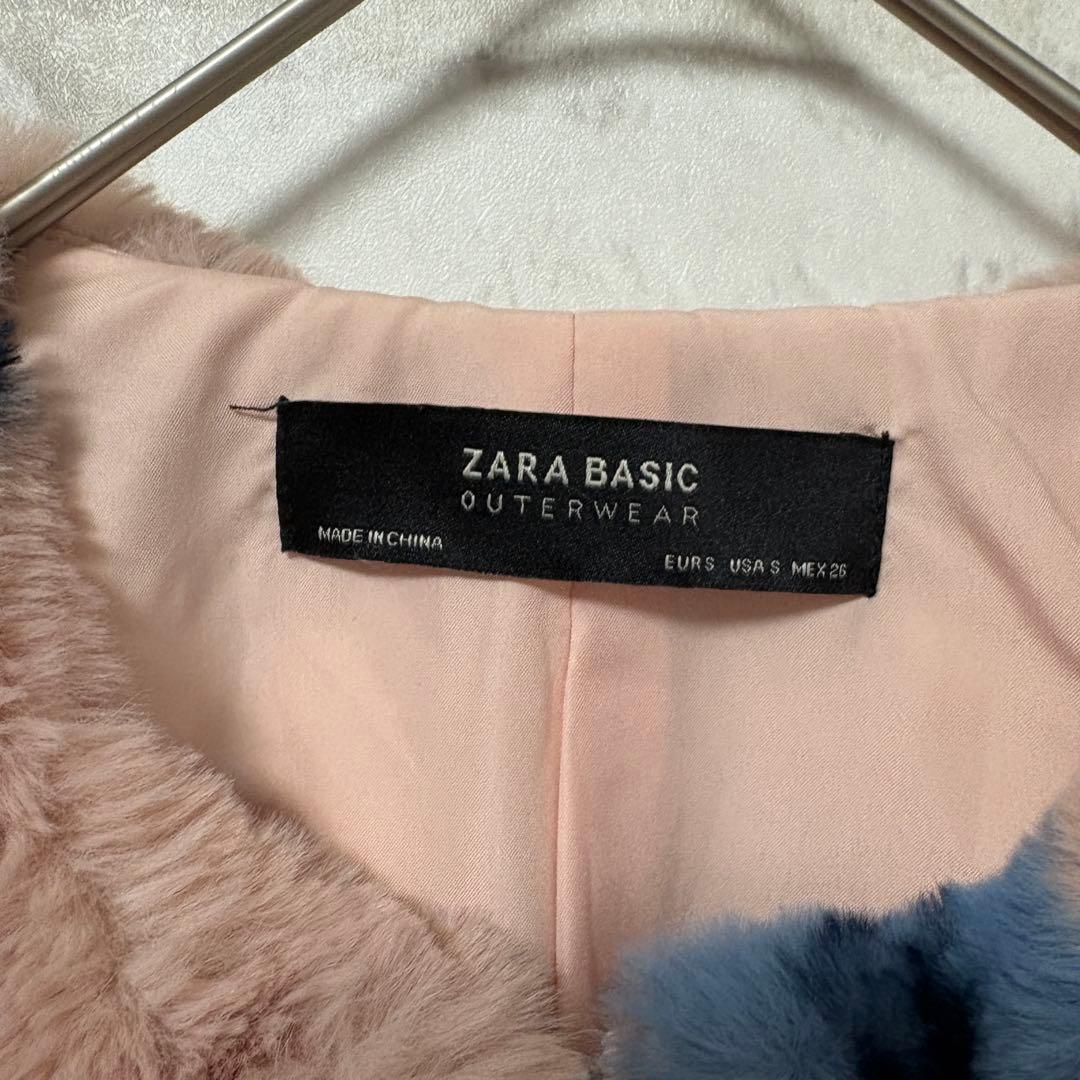 ZARA BASIC
OUTERWEAR
MADE IN CHINA
EUR S USA S MEX 26